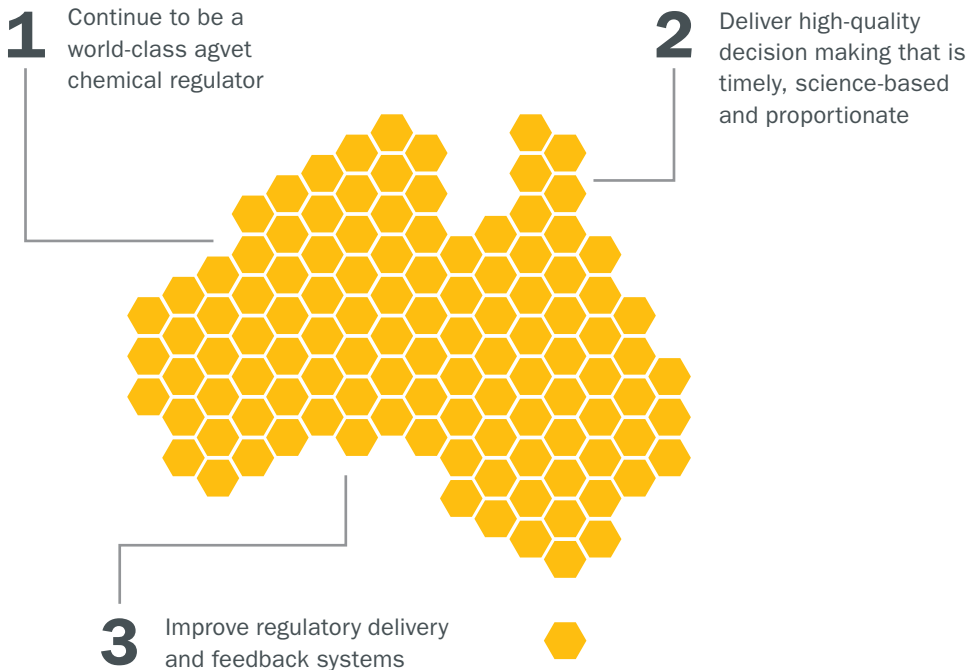 1
Continue to be a
world-class agvet
chemical regulator
2
Deliver high-quality
decision making that is
timely, science-based
and proportionate
3
Improve regulatory delivery
and feedback systems